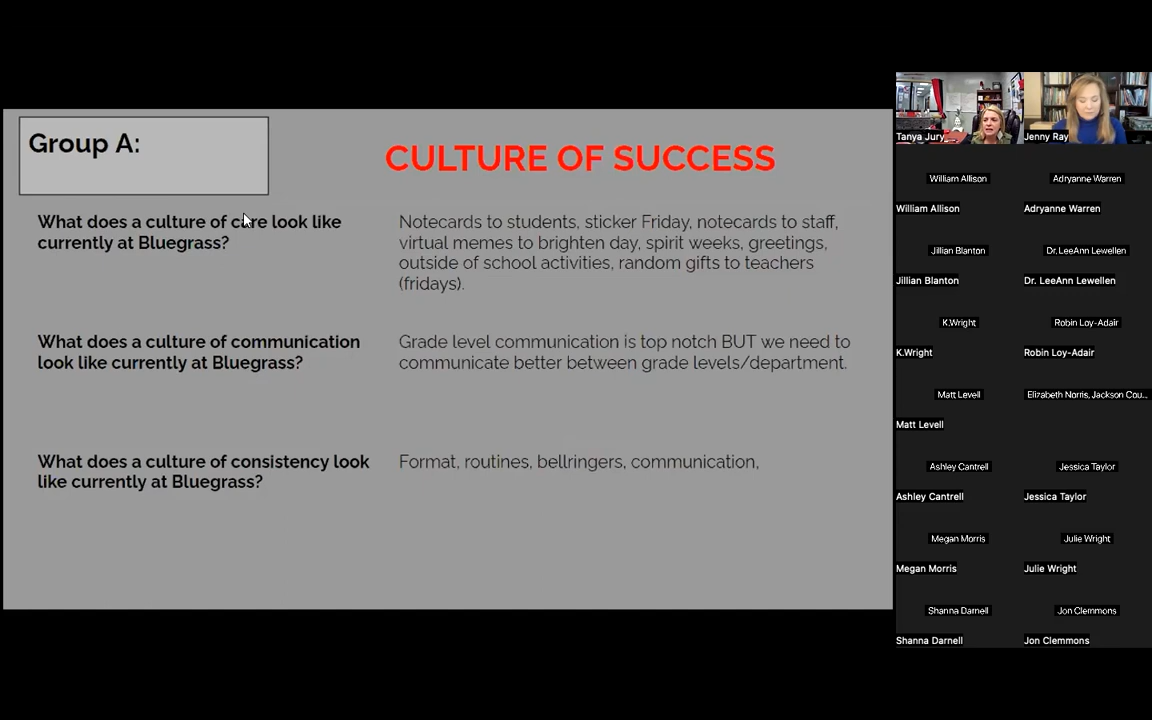 Group A:
CULTURE OF SUCCESS
What does a culture of care look like
currently at Bluegrass?
Notecards to students, sticker Friday, notecards to staff,
virtual memes to brighten day, spirit weeks, greetings,
outside of school activities, random gifts to teachers
(fridays).
What does a culture of communication
look like currently at Bluegrass?
Grade level communication is top notch BUT we need to
communicate better between grade levels/department.
What does a culture of consistency look
like currently at Bluegrass?
Format, routines, bellringers, communication,
Tanya Jury
Jenny Ray
William Allison
Adryanne Warren
William Allison
Adryanne Warren
Jillian Blanton
Dr.LeeAnn Lewellen
Jillian Blanton
Dr. LeeAnn Lewellen
K.Wright
Robin Loy-Adair
K.Wright
Robin Loy-Adair
Matt Levell
Elizabeth Norris, Jackson Cou...
Matt Levell
Ashley Cantrell
Jessica Taylor
Ashley Cantrell
Jessica Taylor
Megan Morris
Julie Wright
Megan Morris
Julie Wright
Shanna Darnell
Jon Clemmons
Shanna Darnell
Jon Clemmons